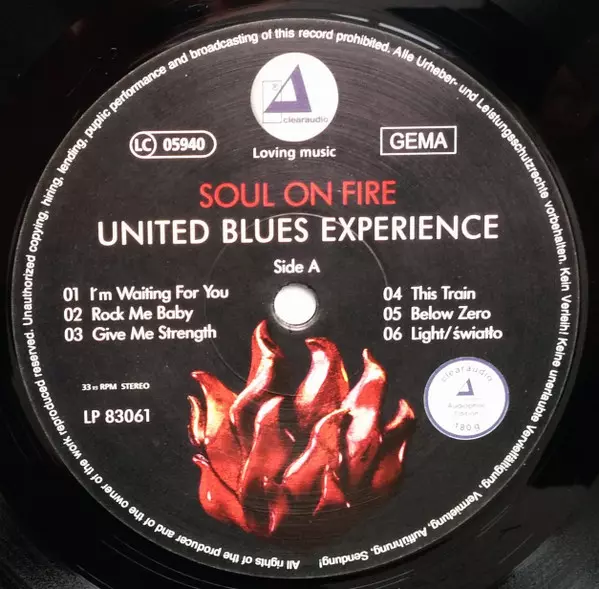 clearaudio
Loving music
LC 05940
GEMA
SOUL ON FIRE
UNITED BLUES EXPERIENCE
Side A
01 I'm Waiting For You
02 Rock Me Baby
03 Give Me Strength
04 This Train
05 Below Zero
06 Light/światło
33 1/3 RPM STEREO
LP 83061
clearaudio
180 g
All rights of the producer and of the owner of the work reproduced reserved. Unauthorized copying, hiring, lending, puplic performance and broadcasting of this record prohibited. Alle Urheber- und Leistungsschutzrechte vorbehalten. Kein Verleih! Keine unerlaubte Vervielfältigung, Vermietung, Aufführung, Sendung!